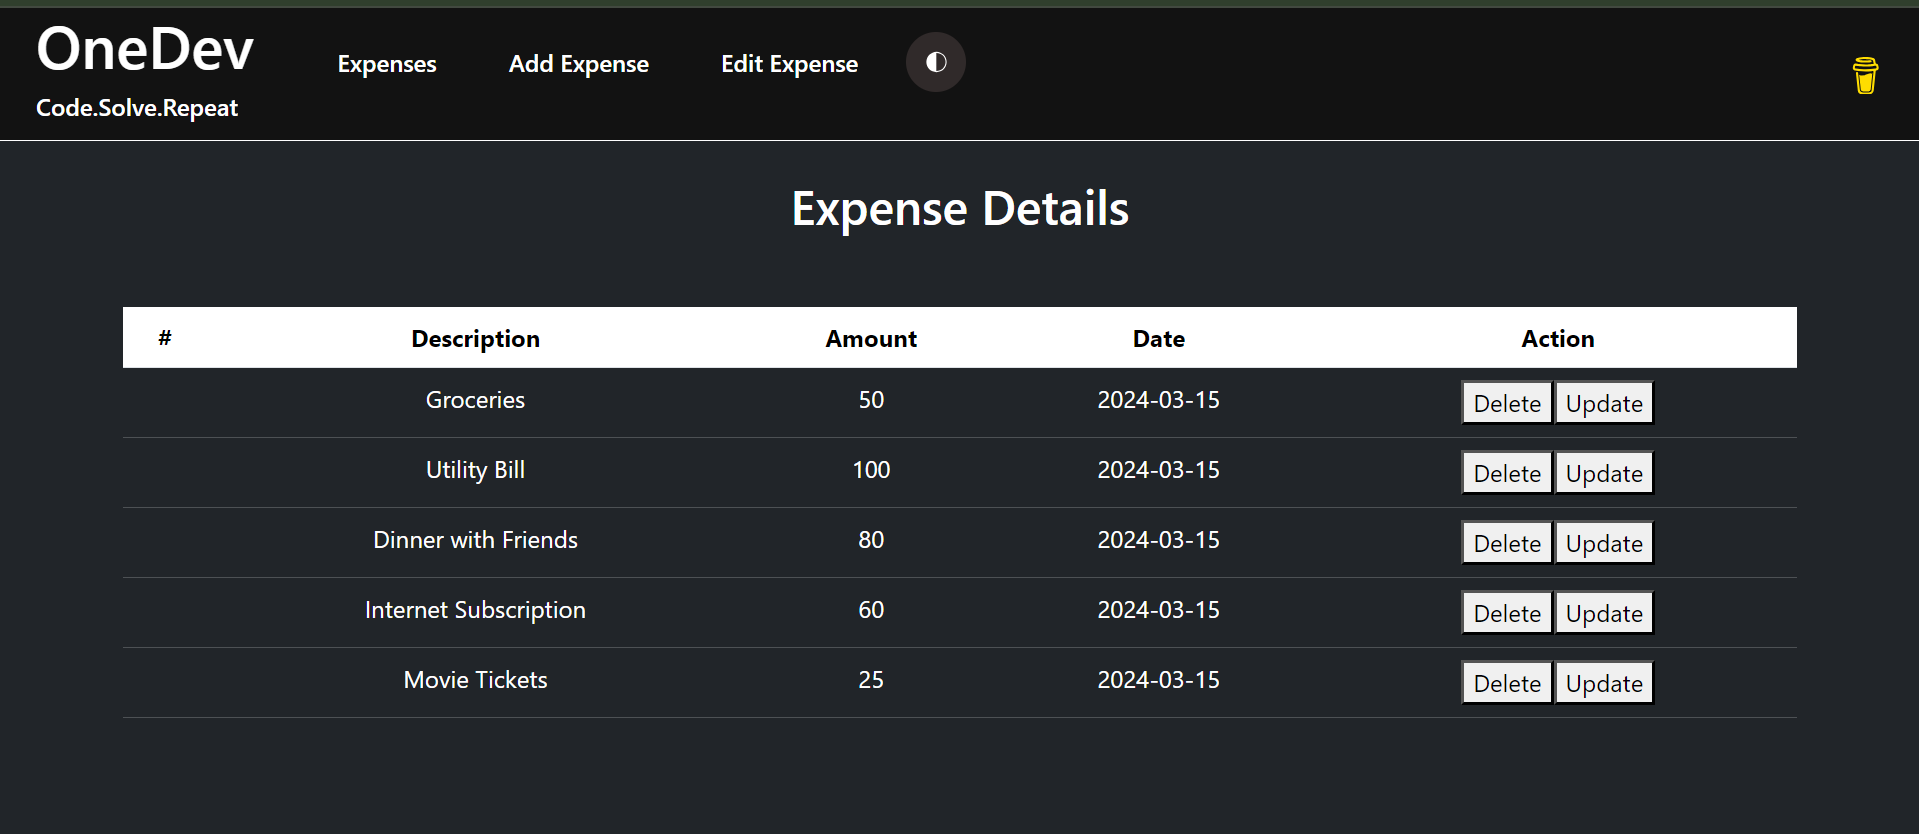 OneDev
Code.Solve.Repeat
Expenses Add Expense Edit Expense
Expense Details
# Description Amount Date Action
Groceries 50 2024-03-15 Delete Update
Utility Bill 100 2024-03-15 Delete Update
Dinner with Friends 80 2024-03-15 Delete Update
Internet Subscription 60 2024-03-15 Delete Update
Movie Tickets 25 2024-03-15 Delete Update